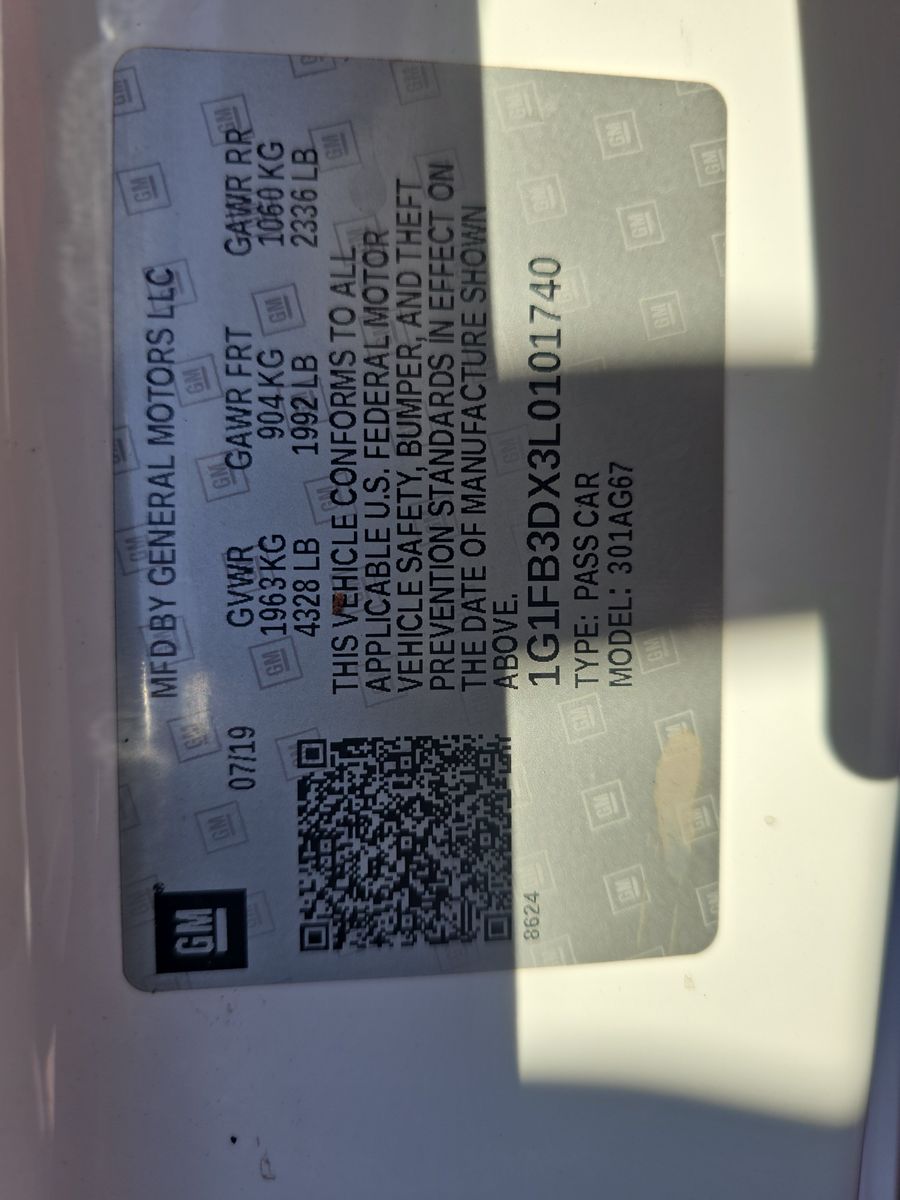 GM
MFD BY GENERAL MOTORS LLC
07/19
GVWR GAWR FRT GAWR RR
1963 KG 904 KG 1060 KG
4328 LB 1992 LB 2336 LB
THIS VEHICLE CONFORMS TO ALL
APPLICABLE U.S. FEDERAL MOTOR
VEHICLE SAFETY, BUMPER, AND THEFT
PREVENTION STANDARDS IN EFFECT ON
THE DATE OF MANUFACTURE SHOWN
ABOVE.
1G1FB3DX3L0101740
TYPE: PASS CAR
MODEL: 301AG67
8624